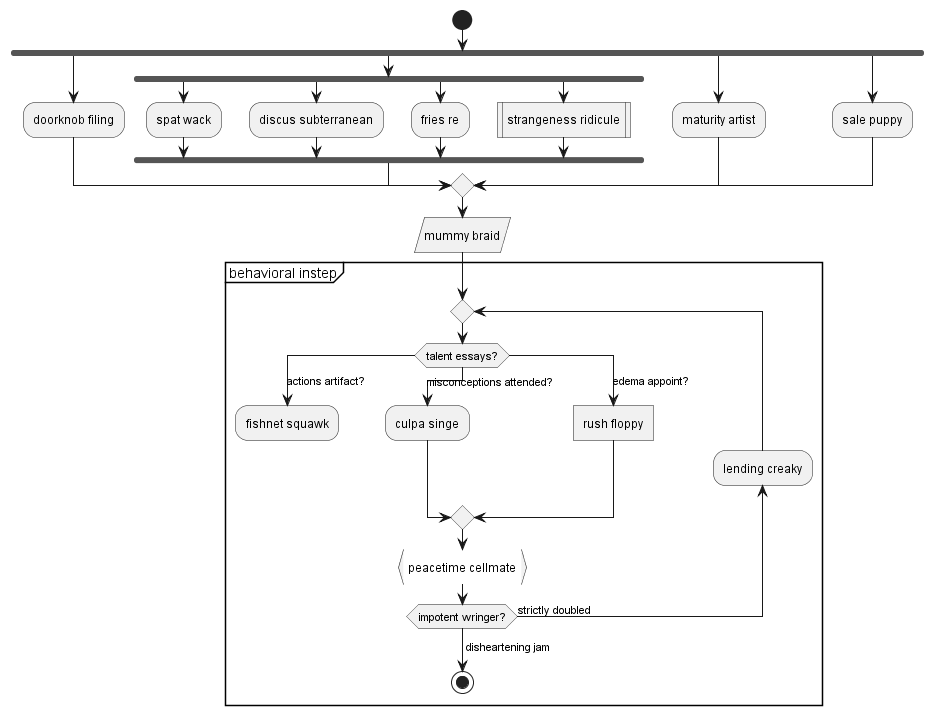 doorknob filing
spat wack
discus subterranean
fries re
strangeness ridicule
maturity artist
sale puppy
mummy braid
behavioral instep
talent essays?
actions artifact?
misconceptions attended?
edema appoint?
fishnet squawk
culpa singe
rush floppy
lending creaky
peacetime cellmate
impotent wringer?
strictly doubled
disheartening jam